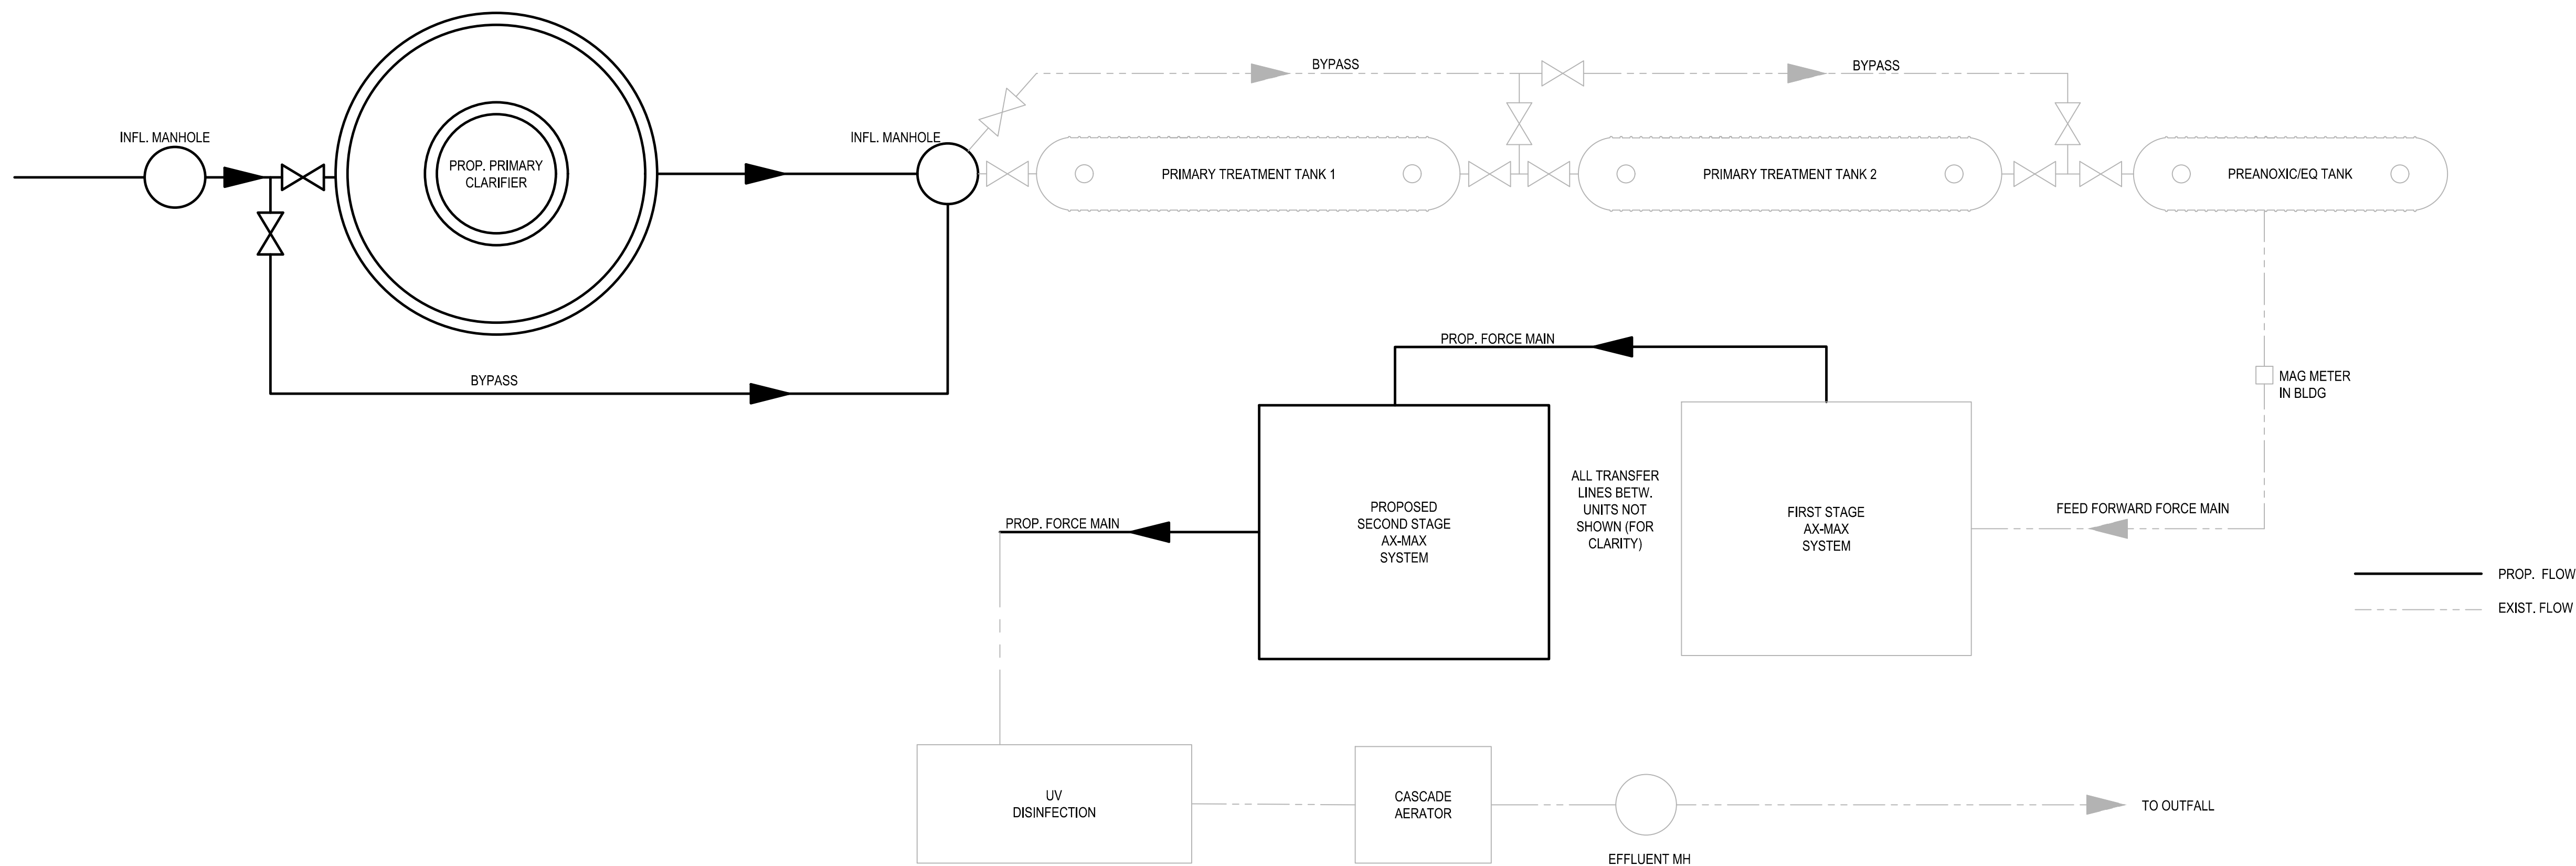 BYPASS
BYPASS
INFL. MANHOLE
INFL. MANHOLE
PROP. PRIMARY
CLARIFIER
PRIMARY TREATMENT TANK 1
PRIMARY TREATMENT TANK 2
PREANOXIC/EQ TANK
PROP. FORCE MAIN
BYPASS
MAG METER
IN BLDG
PROP. FORCE MAIN
PROPOSED
SECOND STAGE
AX-MAX
SYSTEM
ALL TRANSFER
LINES BETW.
UNITS NOT
SHOWN (FOR
CLARITY)
FIRST STAGE
AX-MAX
SYSTEM
FEED FORWARD FORCE MAIN
PROP. FLOW
EXIST. FLOW
UV
DISINFECTION
CASCADE
AERATOR
EFFLUENT MH
TO OUTFALL